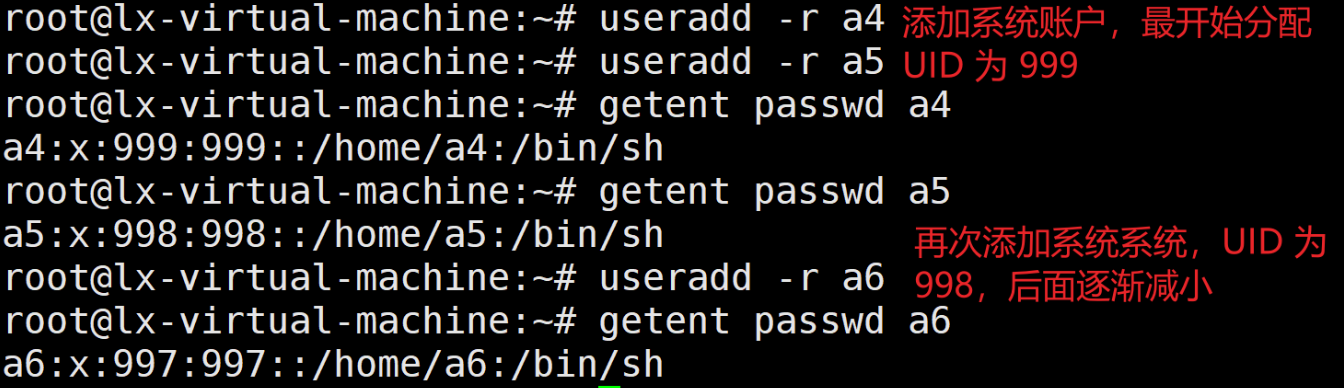 root@lx-virtual-machine:~# useradd -r a4 添加系统账户，最开始分配
root@lx-virtual-machine:~# useradd -r a5 UID 为 999
root@lx-virtual-machine:~# getent passwd a4
a4:x:999:999::/home/a4:/bin/sh
root@lx-virtual-machine:~# getent passwd a5
a5:x:998:998::/home/a5:/bin/sh 再次添加系统系统，UID 为
root@lx-virtual-machine:~# useradd -r a6 998，后面逐渐减小
root@lx-virtual-machine:~# getent passwd a6
a6:x:997:997::/home/a6:/bin/sh